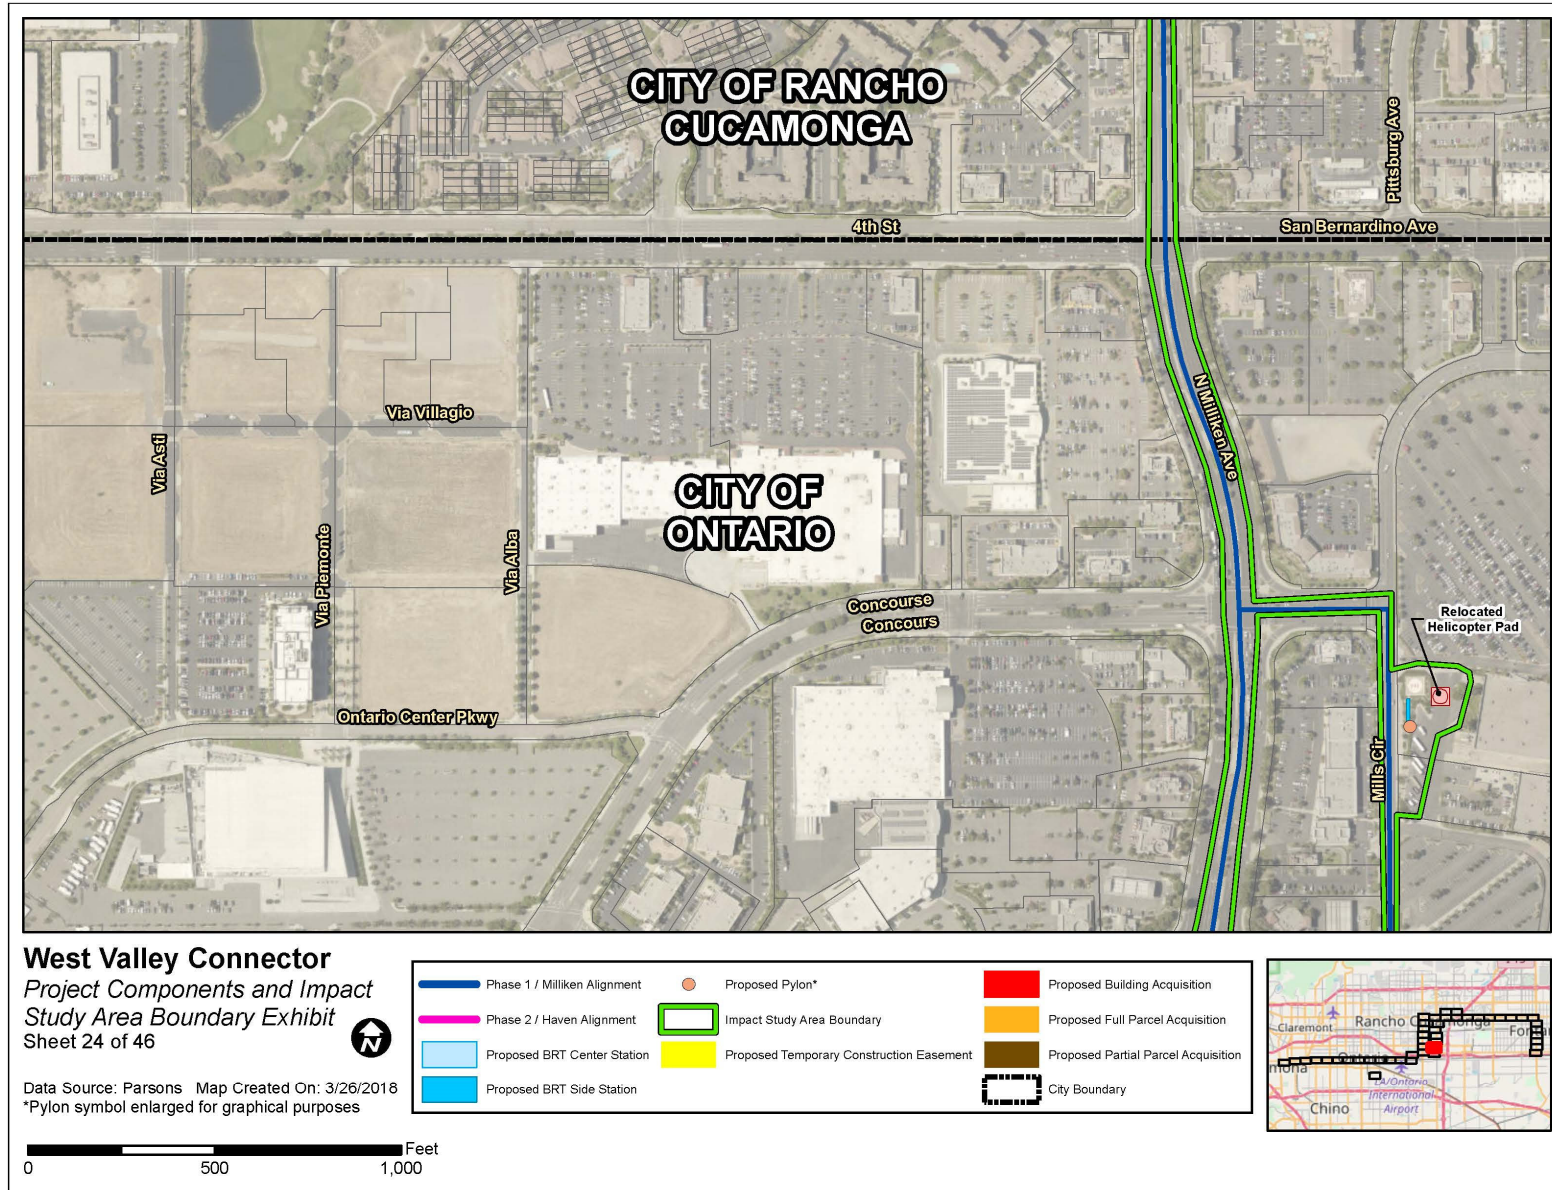 CITY OF RANCHO
CUCAMONGA
Pittsburg Ave
4th St
San Bernardino Ave
N Milliken Ave
Via Villagio
Via Asti
CITY OF
ONTARIO
Via Piemonte
Via Alba
Concourse
Concours
Relocated
Helicopter Pad
Ontario Center Pkwy
Mills Cir
West Valley Connector
Project Components and Impact
Study Area Boundary Exhibit
Sheet 24 of 46
N
Data Source: Parsons Map Created On: 3/26/2018
*Pylon symbol enlarged for graphical purposes
0 500 1,000 Feet
Phase 1 / Milliken Alignment
Phase 2 / Haven Alignment
Proposed BRT Center Station
Proposed BRT Side Station
Proposed Pylon*
Impact Study Area Boundary
Proposed Temporary Construction Easement
Proposed Building Acquisition
Proposed Full Parcel Acquisition
Proposed Partial Parcel Acquisition
City Boundary
Claremont
Rancho
Chino
LA/Ontario
International
Airport